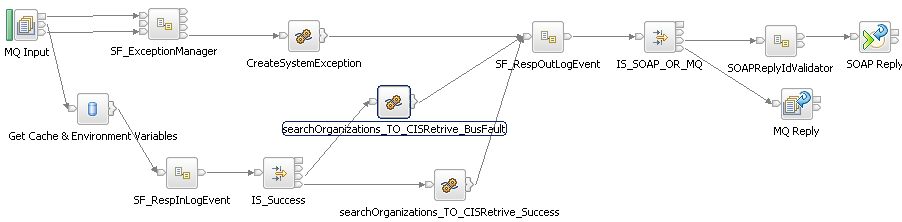 MQ Input
SF_ExceptionManager
CreateSystemException
SF_RespOutLogEvent
IS_SOAP_OR_MQ
SOAPReplyIdValidator
SOAP Reply
searchOrganizations_TO_CISRetrive_BusFault
MQ Reply
Get Cache & Environment Variables
SF_RespInLogEvent
IS_Success
searchOrganizations_TO_CISRetrive_Success